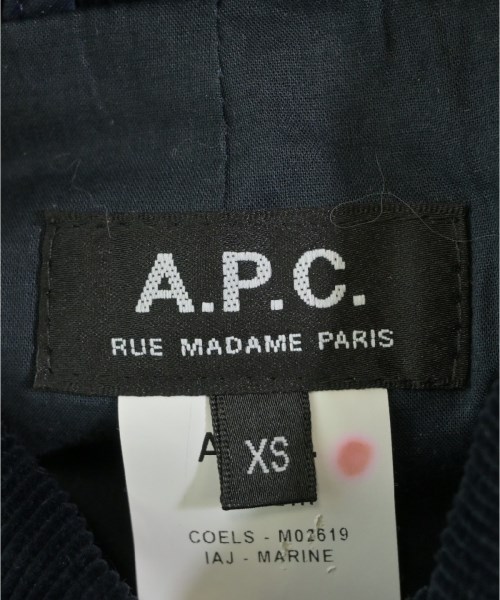 A.P.C.
RUE MADAME PARIS
XS
COELS - M02619
IAJ - MARINE